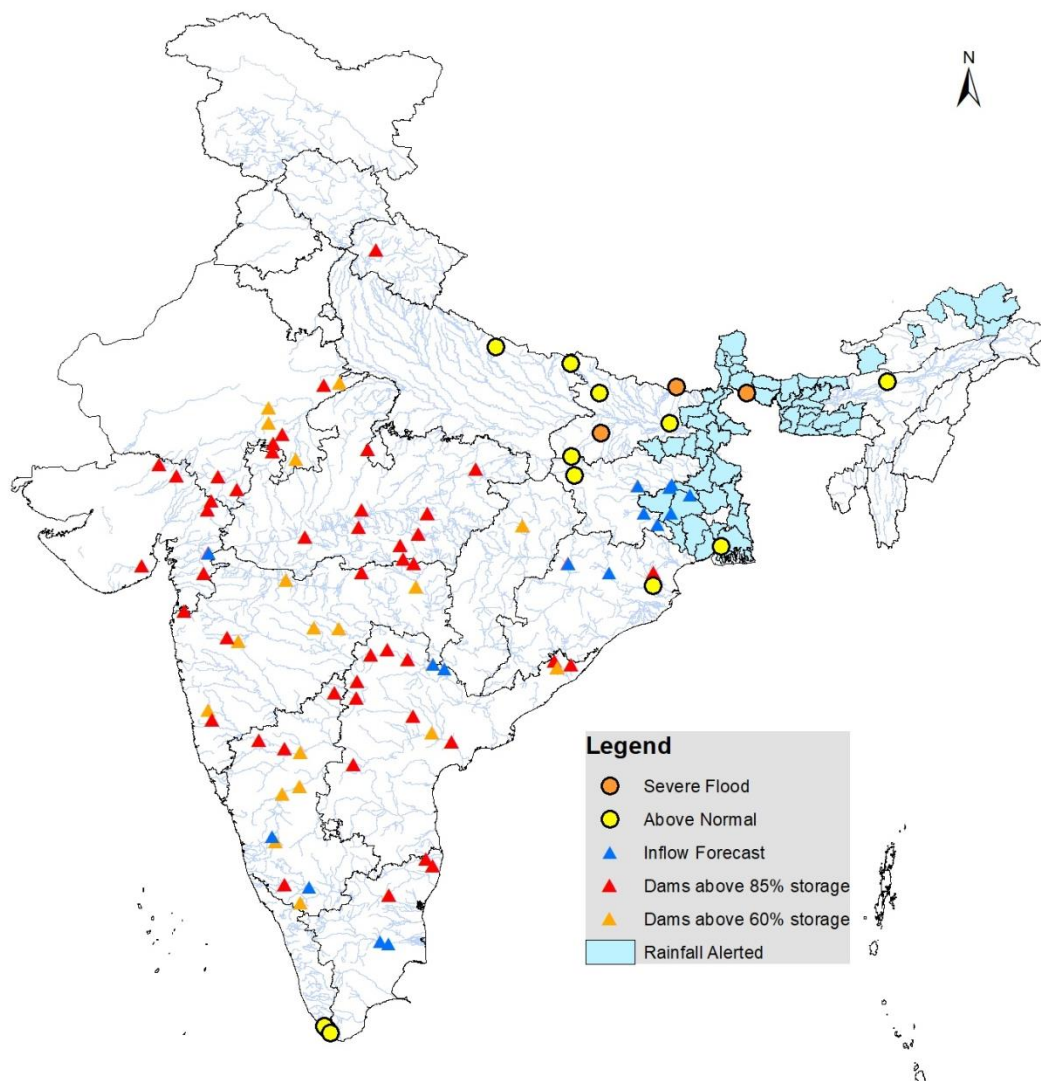 N
Legend
Severe Flood
Above Normal
Inflow Forecast
Dams above 85% storage
Dams above 60% storage
Rainfall Alerted